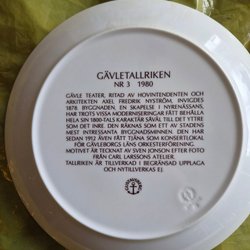 GÄVLETALLRIKEN
NR 3 1980
GÄVLE TEATER, RITAD AV HOVINTENDENTEN OCH
ARKITEKTEN AXEL FREDRIK NYSTRÖM, INVIGDES
1878. BYGGNADEN, EN SKAPELSE I NYRENÄSSANS,
HAR TROTS VISSA MODERNISERINGAR FÅTT BEHÅLLA
HELA SIN 1800-TALS KARAKTÄR SÅVÄL TILL DET YTTRE
SOM DET INRE. DEN RÄKNAS SOM ETT AV STADENS
MEST INTRESSANTA BYGGNADSMINNEN. DEN HAR
SEDAN 1912 ÄVEN FÅTT TJÄNA SOM KONSERTLOKAL
FÖR GÄVLEBORGS LÄNS ORKESTERFÖRENING.
MOTIVET ÄR TECKNAT AV SVEN JONSON EFTER FOTO
FRÅN CARL LARSSONS ATELIER.
TALLRIKEN ÄR TILLVERKAD I BEGRÄNSAD UPPLAGA
OCH NYTILLVERKAS EJ.